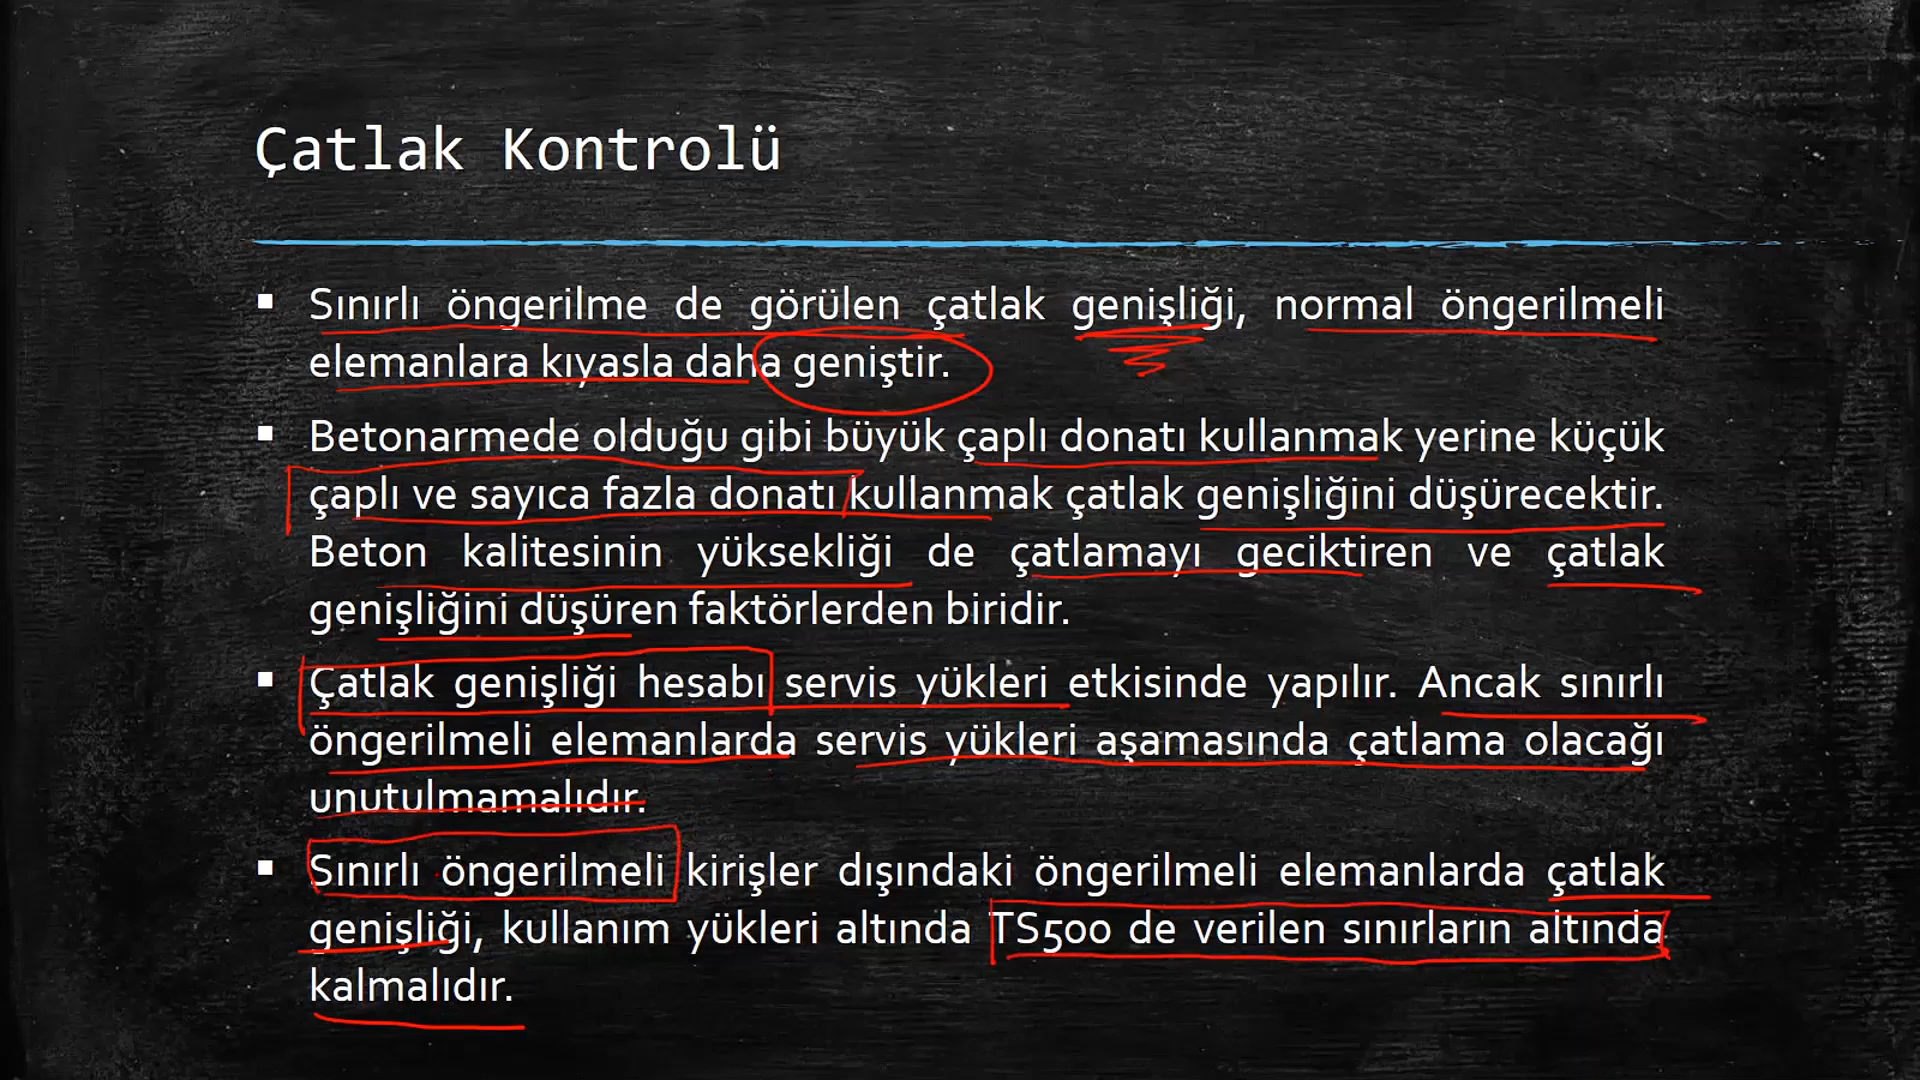 Çatlak Kontrolü
▪ Sınırlı öngerilme de görülen çatlak genişliği, normal öngerilmeli
elemanlara kıyasla daha geniştir.
▪ Betonarmede olduğu gibi büyük çaplı donatı kullanmak yerine küçük
çaplı ve sayıca fazla donatı kullanmak çatlak genişliğini düşürecektir.
Beton kalitesinin yüksekliği de çatlamayı geciktiren ve çatlak
genişliğini düşüren faktörlerden biridir.
▪ Çatlak genişliği hesabı servis yükleri etkisinde yapılır. Ancak sınırlı
öngerilmeli elemanlarda servis yükleri aşamasında çatlama olacağı
unutulmamalıdır.
▪ Sınırlı öngerilmeli kirişler dışındaki öngerilmeli elemanlarda çatlak
genişliği, kullanım yükleri altında TS500 de verilen sınırların altında
kalmalıdır.